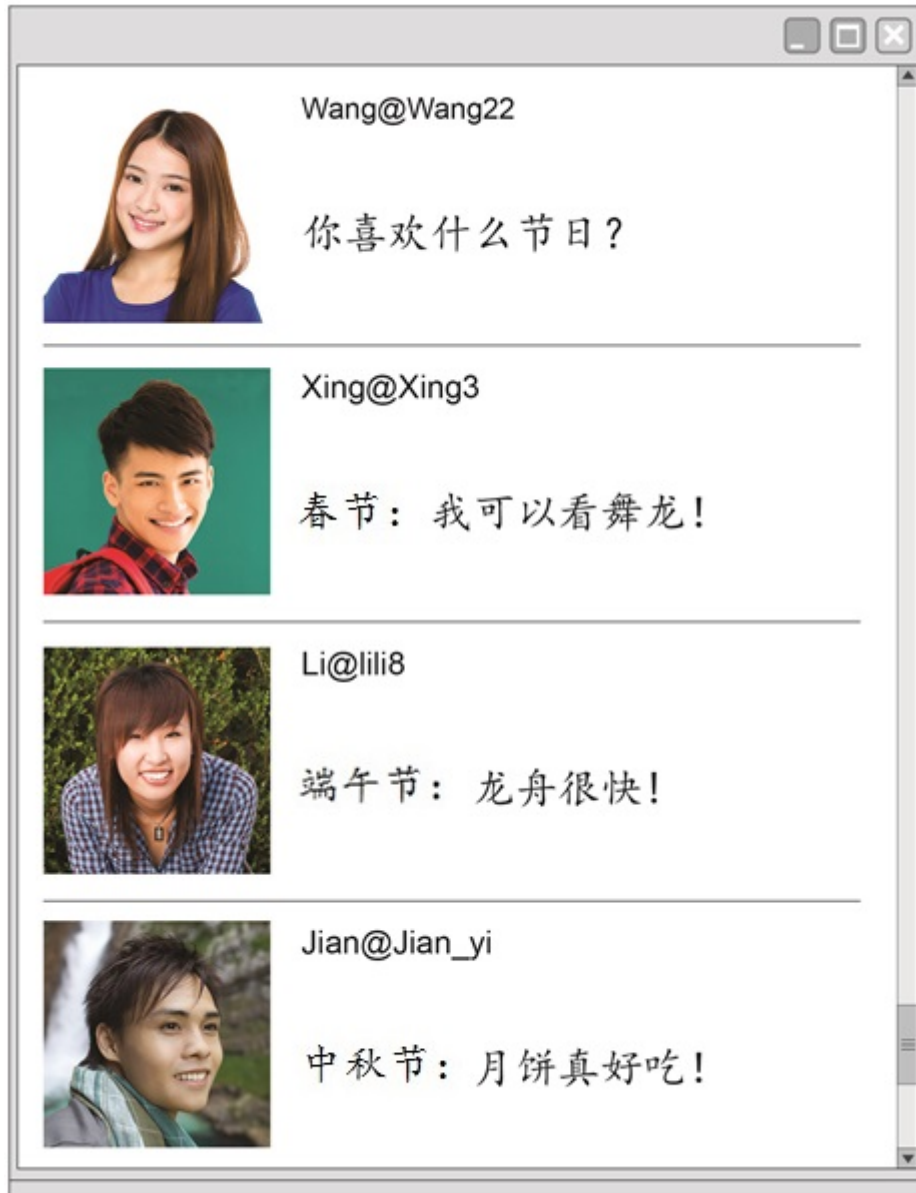 Wang@Wang22
你喜欢什么节日？
Xing@Xing3
春节：我可以看舞龙！
Li@lili8
端午节：龙舟很快！
Jian@Jian_yi
中秋节：月饼真好吃！